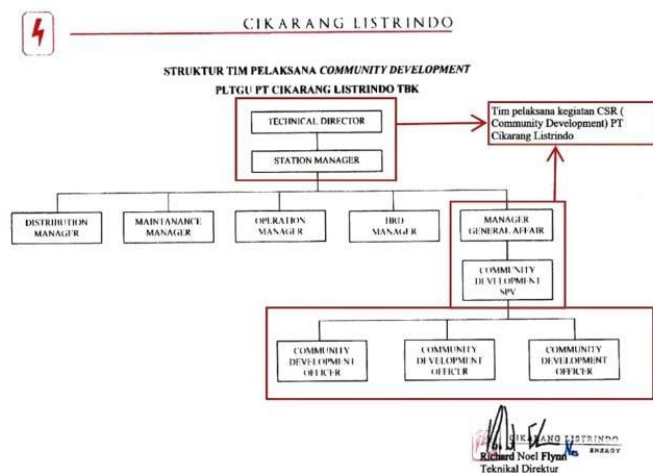 CIKARANG LISTRINDO
STRUKTUR TIM PELAKSANA COMMUNITY DEVELOPMENT
PLTGU PT CIKARANG LISTRINDO TBK
TECHNICAL DIRECTOR
Tim pelaksana kegiatan CSR (
Community Development) PT
Cikarang Listrindo
STATION MANAGER
DISTRIBUTION
MANAGER
MAINTANANCE
MANAGER
OPERATION
MANAGER
HRD
MANAGER
MANAGER
GENERAL AFFAIR
COMMUNITY
DEVELOPMENT
SPV
COMMUNITY
DEVELOPMENT
OFFICER
COMMUNITY
DEVELOPMENT
OFFICER
COMMUNITY
DEVELOPMENT
OFFICER
CIKARANG LISTRINDO
ENERGY
Richard Noel Flynn
Teknikal Direktur